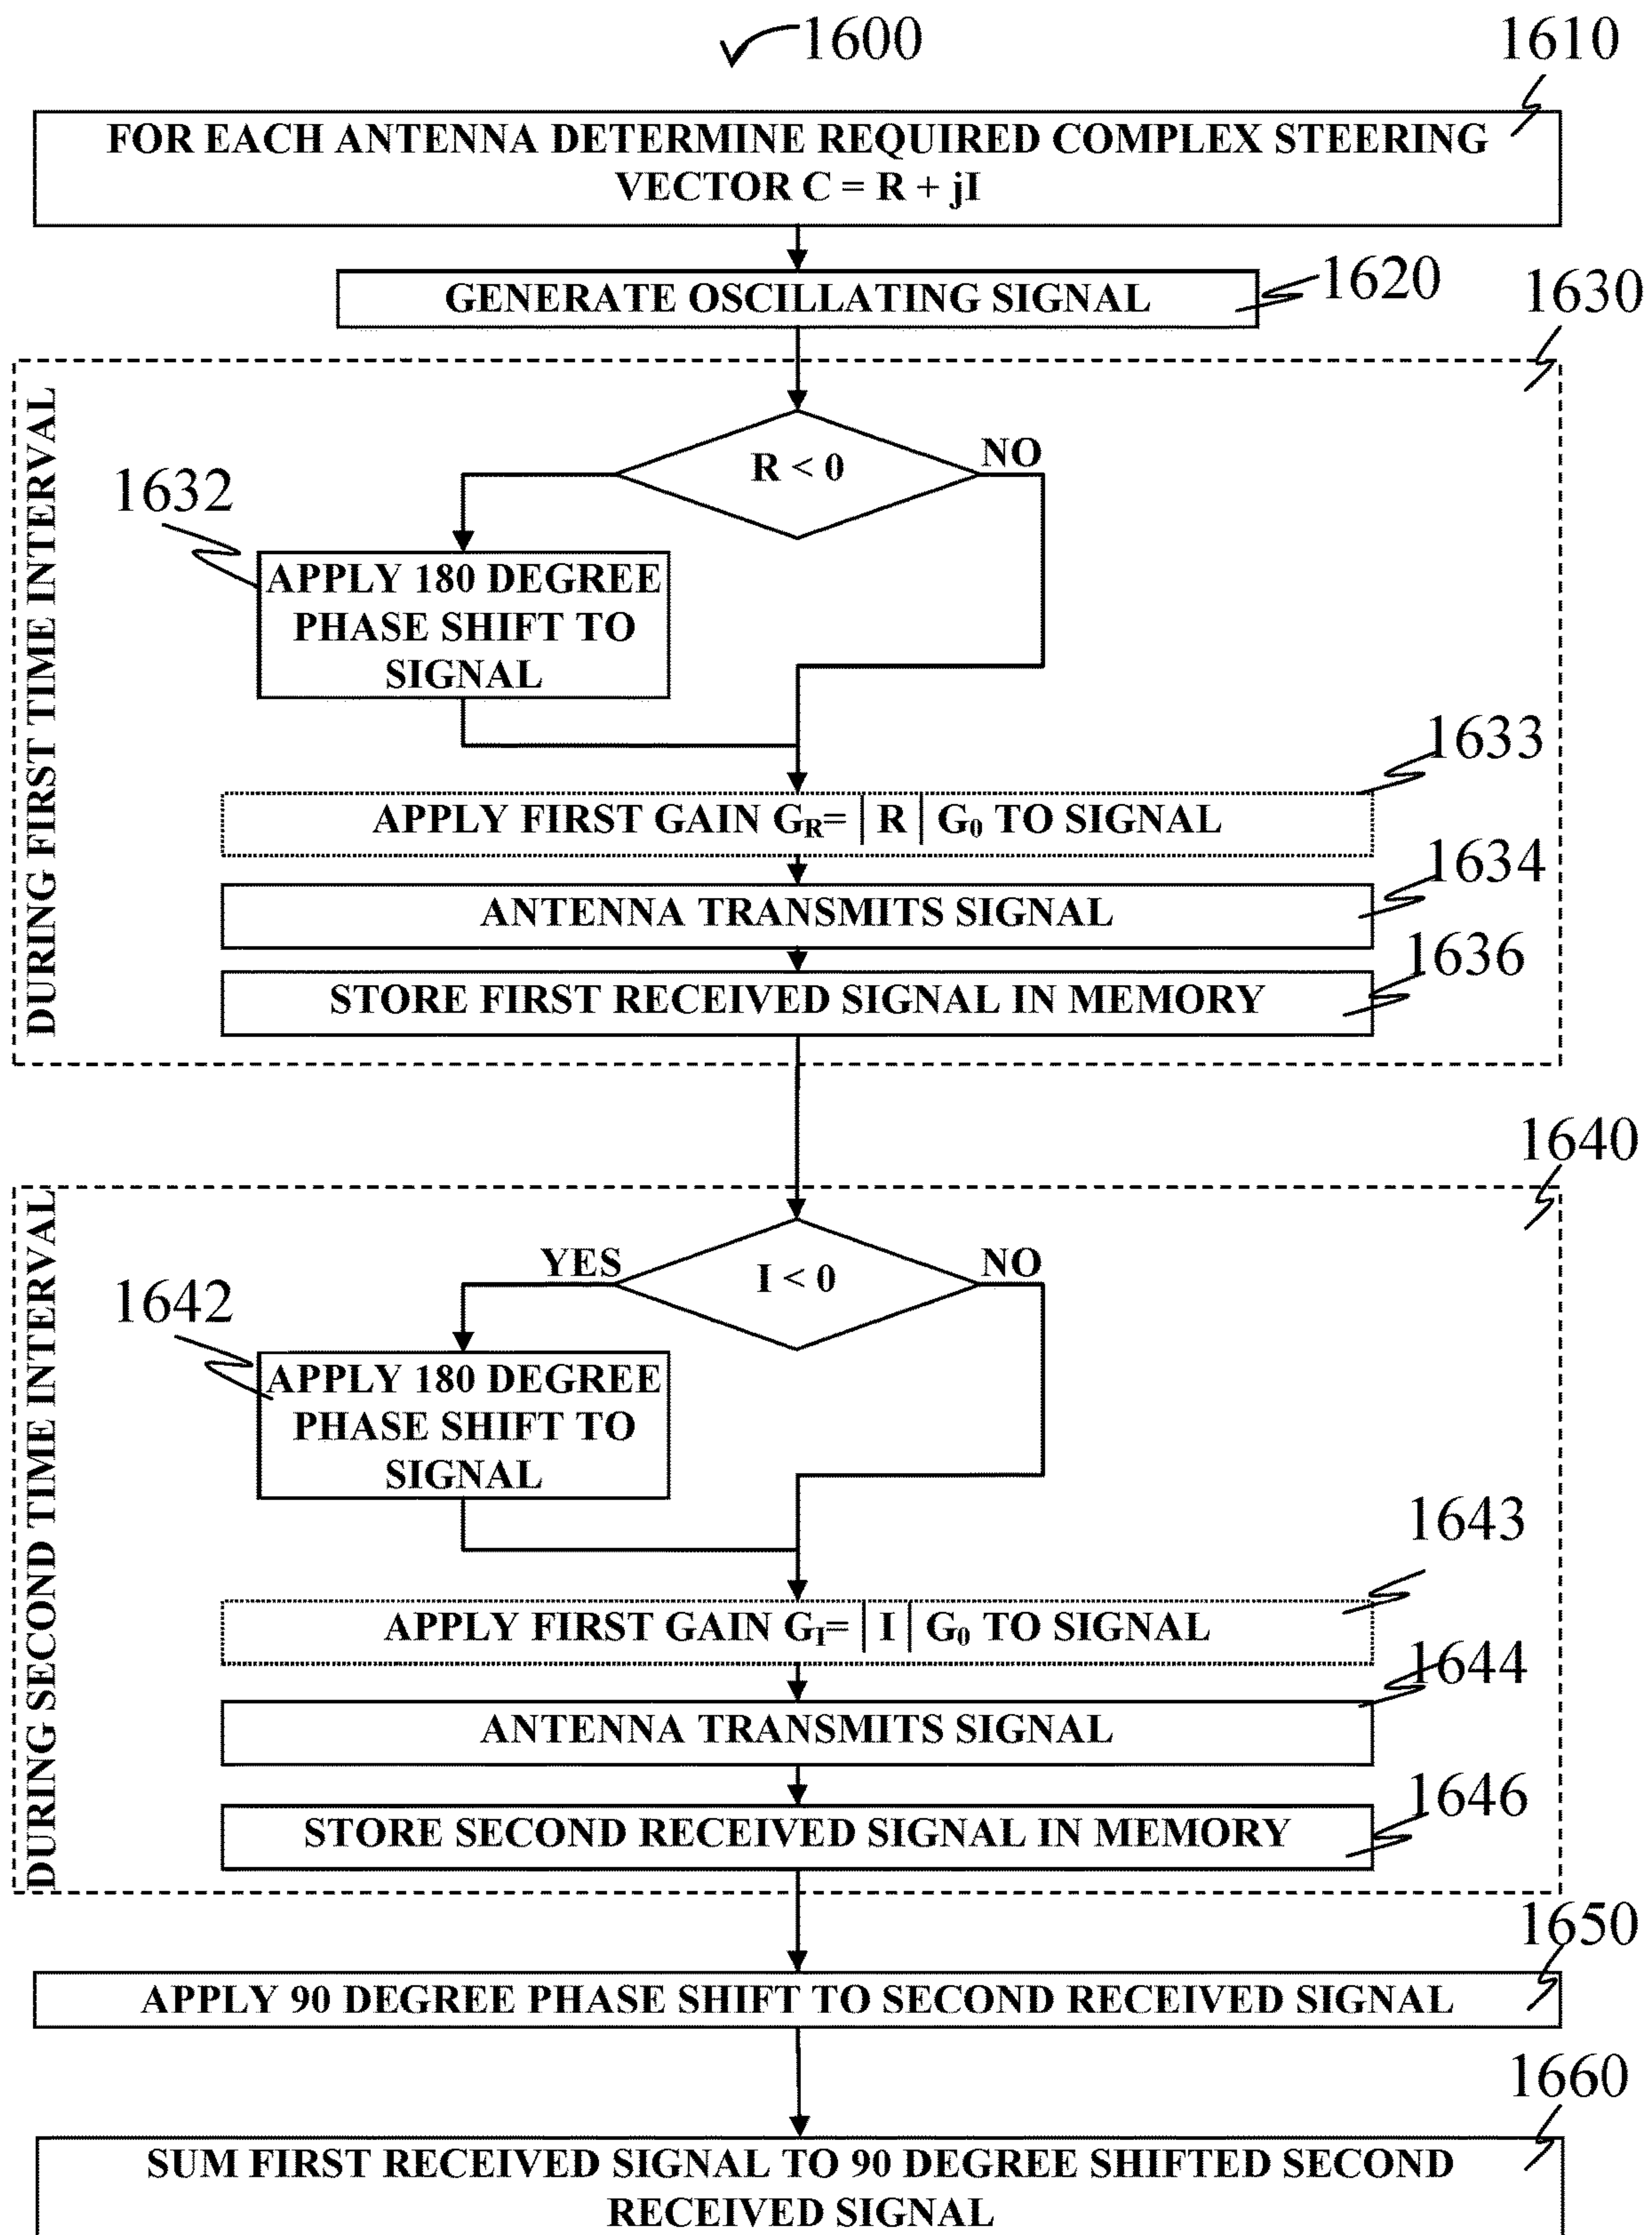 1600
1610
FOR EACH ANTENNA DETERMINE REQUIRED COMPLEX STEERING
VECTOR C = R + jI
GENERATE OSCILLATING SIGNAL
1620
1630
DURING FIRST TIME INTERVAL
R < 0
NO
1632
APPLY 180 DEGREE
PHASE SHIFT TO
SIGNAL
1633
APPLY FIRST GAIN GR= | R | G0 TO SIGNAL
1634
ANTENNA TRANSMITS SIGNAL
1636
STORE FIRST RECEIVED SIGNAL IN MEMORY
1640
DURING SECOND TIME INTERVAL
YES
I < 0
NO
1642
APPLY 180 DEGREE
PHASE SHIFT TO
SIGNAL
1643
APPLY FIRST GAIN GI= | I | G0 TO SIGNAL
1644
ANTENNA TRANSMITS SIGNAL
1646
STORE SECOND RECEIVED SIGNAL IN MEMORY
1650
APPLY 90 DEGREE PHASE SHIFT TO SECOND RECEIVED SIGNAL
1660
SUM FIRST RECEIVED SIGNAL TO 90 DEGREE SHIFTED SECOND
RECEIVED SIGNAL